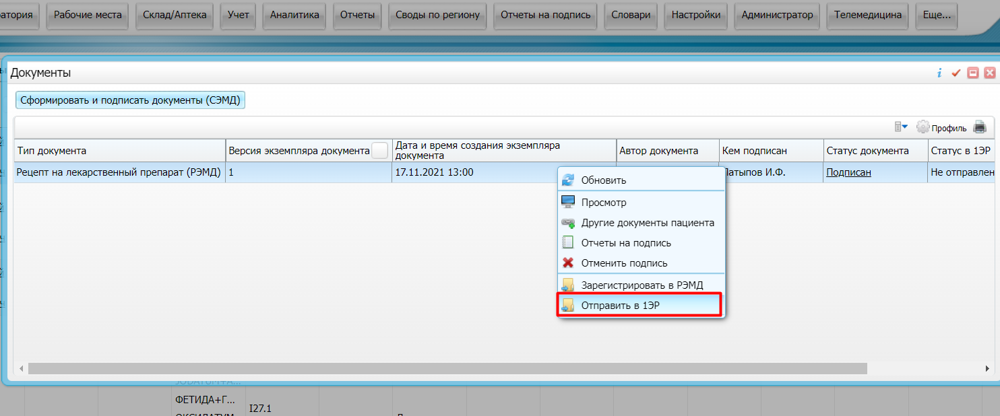 Рабочие места Склад/Аптека Учет Аналитика Отчеты Своды по региону Отчеты на подпись Словари Настройки Администратор Телемедицина Еще...
Документы
Сформировать и подписать документы (СЭМД)
Профиль
Тип документа Версия экземпляра документа Дата и время создания экземпляра документа Автор документа Кем подписан Статус документа Статус в 1ЭР
Рецепт на лекарственный препарат (РЭМД) 1 17.11.2021 13:00 Латыпов И.Ф. Подписан Не отправлен
Обновить
Просмотр
Другие документы пациента
Отчеты на подпись
Отменить подпись
Зарегистрировать в РЭМД
Отправить в 1ЭР
ФЕТИДА+Г...
I27.1